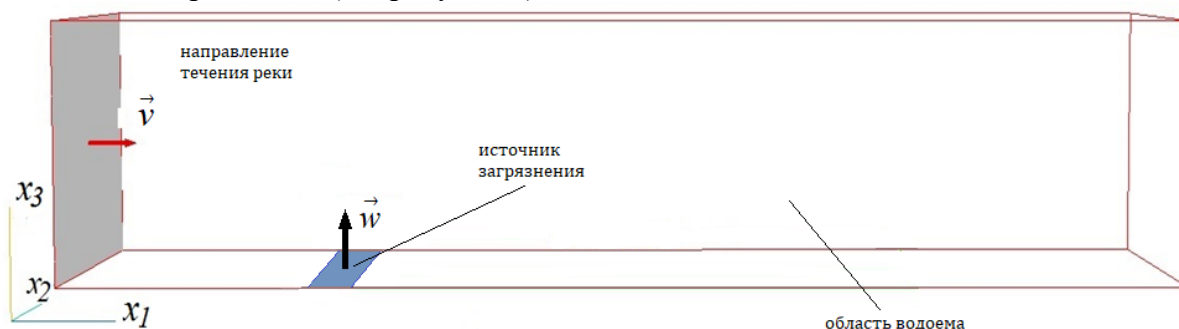 направление
течения реки
v
источник
загрязнения
x3
w
x2
x1
область водоема